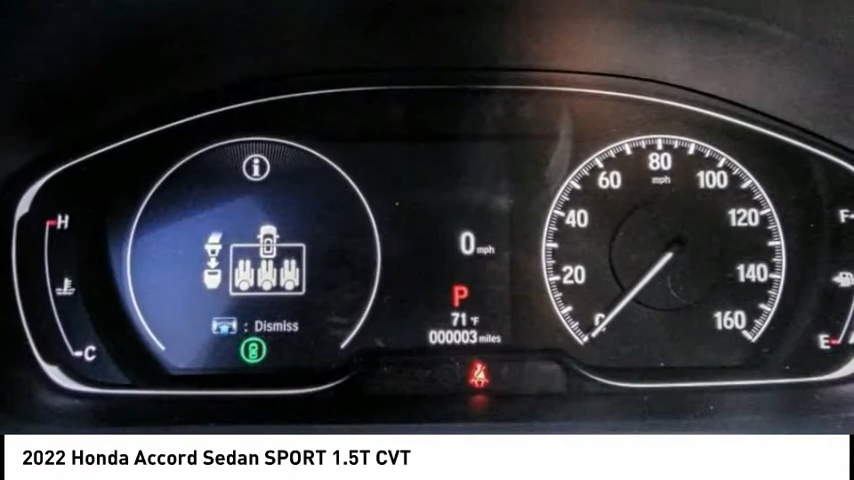 i
H
C
: Dismiss
0 mph
P
71 °F
000003 miles
0
20
40
60
80
mph
100
120
140
160
F
E
2022 Honda Accord Sedan SPORT 1.5T CVT